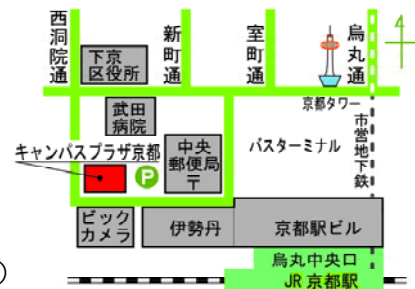 西洞院通
新町通
室町通
烏丸通
下京
区役所
京都タワー
武田
病院
中央
郵便局
〒
バスターミナル
市営地下鉄
キャンパスプラザ京都
P
ビック
カメラ
伊勢丹
京都駅ビル
烏丸中央口
JR京都駅